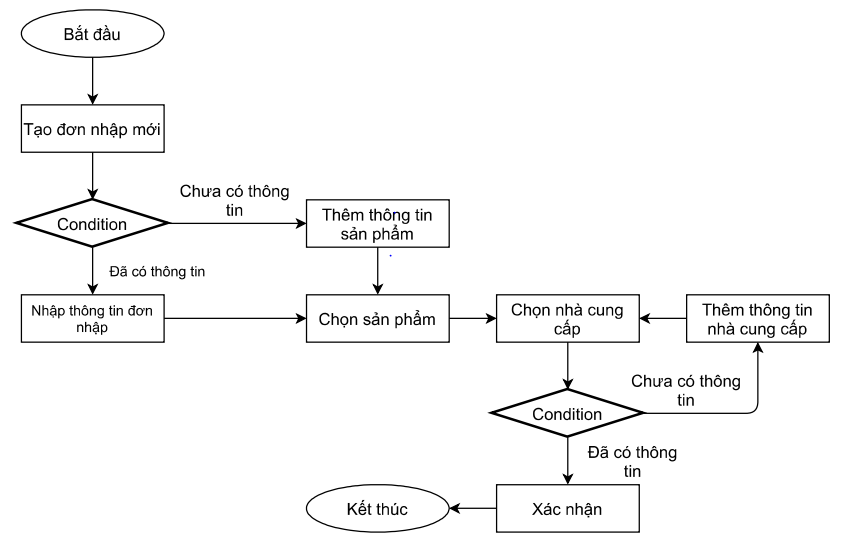 Bắt đầu
Tạo đơn nhập mới
Condition
Chưa có thông
tin
Thêm thông tin
sản phẩm
Đã có thông tin
Nhập thông tin đơn
nhập
Chọn sản phẩm
Chọn nhà cung
cấp
Thêm thông tin
nhà cung cấp
Condition
Chưa có thông
tin
Đã có thông
tin
Xác nhận
Kết thúc